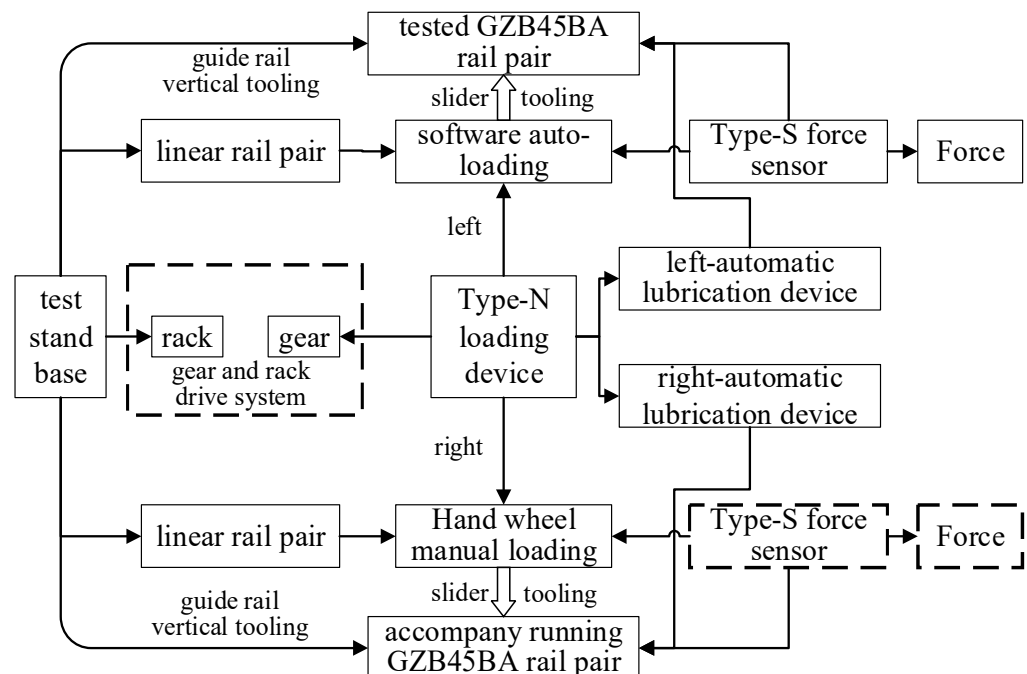 tested GZB45BA
rail pair
guide rail
vertical tooling
slider tooling
linear rail pair
software auto-
loading
Type-S force
sensor
Force
left
test
stand
base
rack
gear
gear and rack
drive system
Type-N
loading
device
left-automatic
lubrication device
right-automatic
lubrication device
right
linear rail pair
Hand wheel
manual loading
Type-S force
sensor
Force
slider tooling
guide rail
vertical tooling
accompany running
GZB45BA rail pair